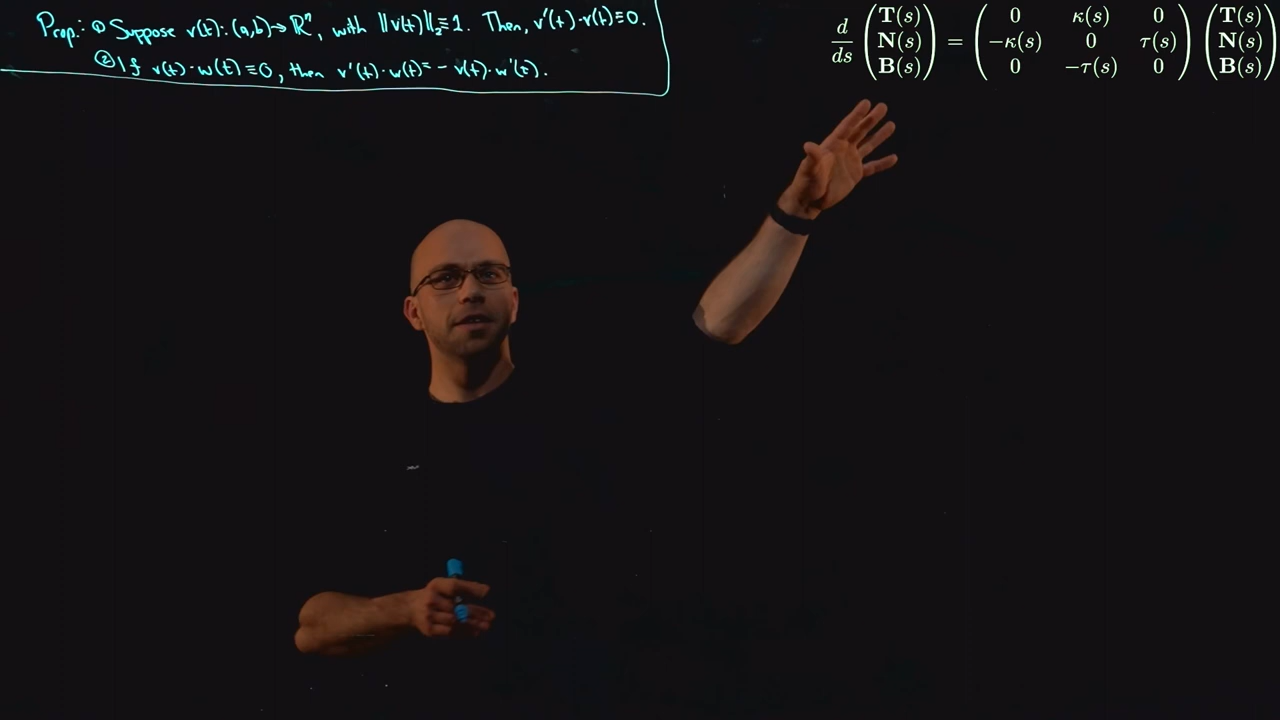 Prop.: ① Suppose v(t): (a,b)→ℝⁿ, with ‖v(t)‖₂≡1. Then, v'(t)·v(t)≡0.
② If v(t)·w(t)≡0, then v'(t)·w(t)= - v(t)·w'(t).
d/ds (T(s) N(s) B(s)) = (0 κ(s) 0
-κ(s) 0 τ(s)
0 -τ(s) 0) (T(s) N(s) B(s))